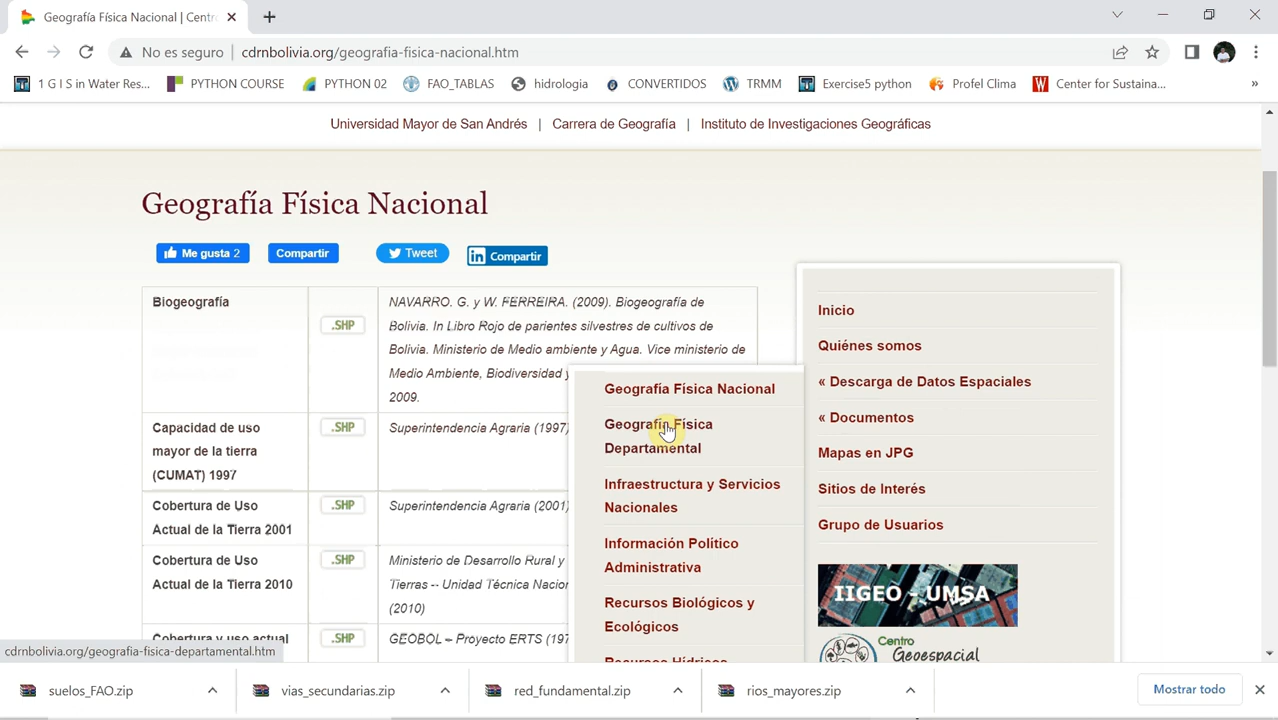 Geografía Física Nacional | Centr
No es seguro
cdrnbolivia.org/geografia-fisica-nacional.htm
1 G I S in Water Res...
PYTHON COURSE
PYTHON 02
FAO_TABLAS
hidrologia
CONVERTIDOS
TRMM
Exercise5 python
Profel Clima
Center for Sustaina...
»
Universidad Mayor de San Andrés | Carrera de Geografía | Instituto de Investigaciones Geográficas
Geografía Física Nacional
Me gusta 2
Compartir
Tweet
in Compartir
Biogeografía
.SHP
NAVARRO. G. y W. FERREIRA. (2009). Biogeografía de
Bolivia. In Libro Rojo de parientes silvestres de cultivos de
Bolivia. Ministerio de Medio ambiente y Agua. Vice ministerio de
Medio Ambiente, Biodiversidad y
2009.
Capacidad de uso
mayor de la tierra
(CUMAT) 1997
.SHP
Superintendencia Agraria (1997)
Cobertura de Uso
Actual de la Tierra 2001
.SHP
Superintendencia Agraria (2001)
Cobertura de Uso
Actual de la Tierra 2010
.SHP
Ministerio de Desarrollo Rural y
Tierras -- Unidad Técnica Nacion
(2010)
Cobertura y uso actual
.SHP
GEOBOL – Proyecto ERTS (197
Geografía Física Nacional
Geografía Física
Departamental
Infraestructura y Servicios
Nacionales
Información Político
Administrativa
Recursos Biológicos y
Ecológicos
Recursos Hídricos
Inicio
Quiénes somos
« Descarga de Datos Espaciales
« Documentos
Mapas en JPG
Sitios de Interés
Grupo de Usuarios
IIGEO - UMSA
Centro
Geoespacial
cdrnbolivia.org/geografia-fisica-departamental.htm
suelos_FAO.zip
vias_secundarias.zip
red_fundamental.zip
rios_mayores.zip
Mostrar todo